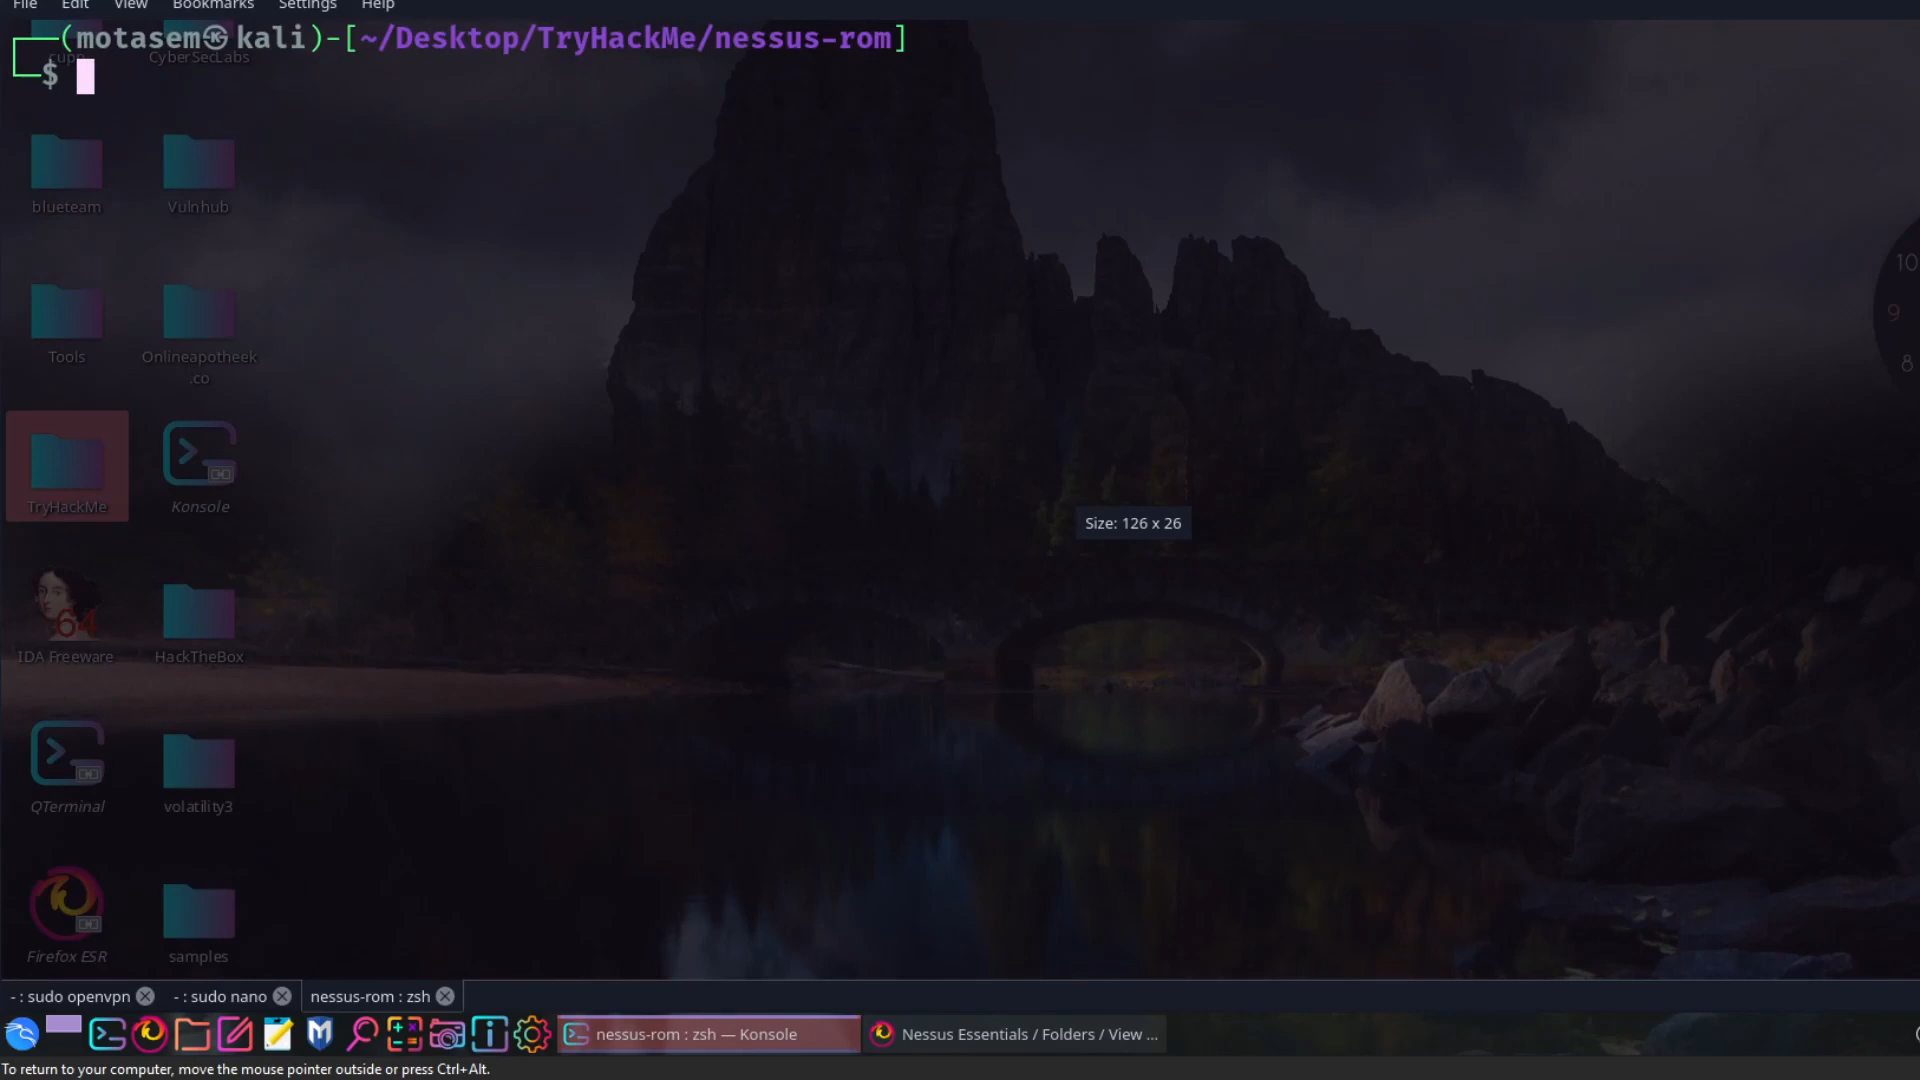 File Edit View Bookmarks Settings Help
(motasem㉿kali)-[~/Desktop/TryHackMe/nessus-rom]
$
cupp CyberSecLabs
blueteam Vulnhub
Tools Onlineapotheek
.co
TryHackMe Konsole
Size: 126 x 26
64
IDA Freeware HackTheBox
QTerminal volatility3
Firefox ESR samples
10
9
8
- : sudo openvpn - : sudo nano nessus-rom : zsh
nessus-rom : zsh — Konsole Nessus Essentials / Folders / View ...
To return to your computer, move the mouse pointer outside or press Ctrl+Alt.